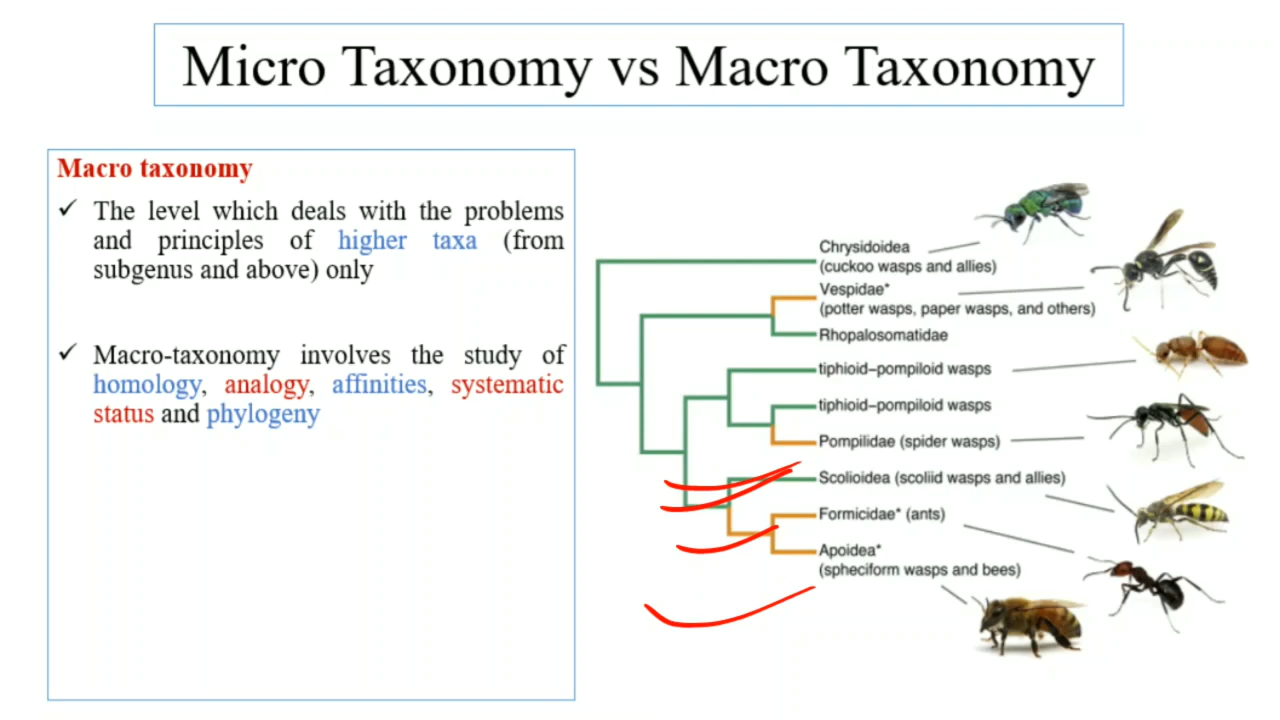 Micro Taxonomy vs Macro Taxonomy
Macro taxonomy
✓ The level which deals with the problems
and principles of higher taxa (from
subgenus and above) only
✓ Macro-taxonomy involves the study of
homology, analogy, affinities, systematic
status and phylogeny
Chrysidoidea
(cuckoo wasps and allies)
Vespidae*
(potter wasps, paper wasps, and others)
Rhopalosomatidae
tiphioid–pompiloid wasps
tiphioid–pompiloid wasps
Pompilidae (spider wasps)
Scolioidea (scoliid wasps and allies)
Formicidae* (ants)
Apoidea*
(spheciform wasps and bees)